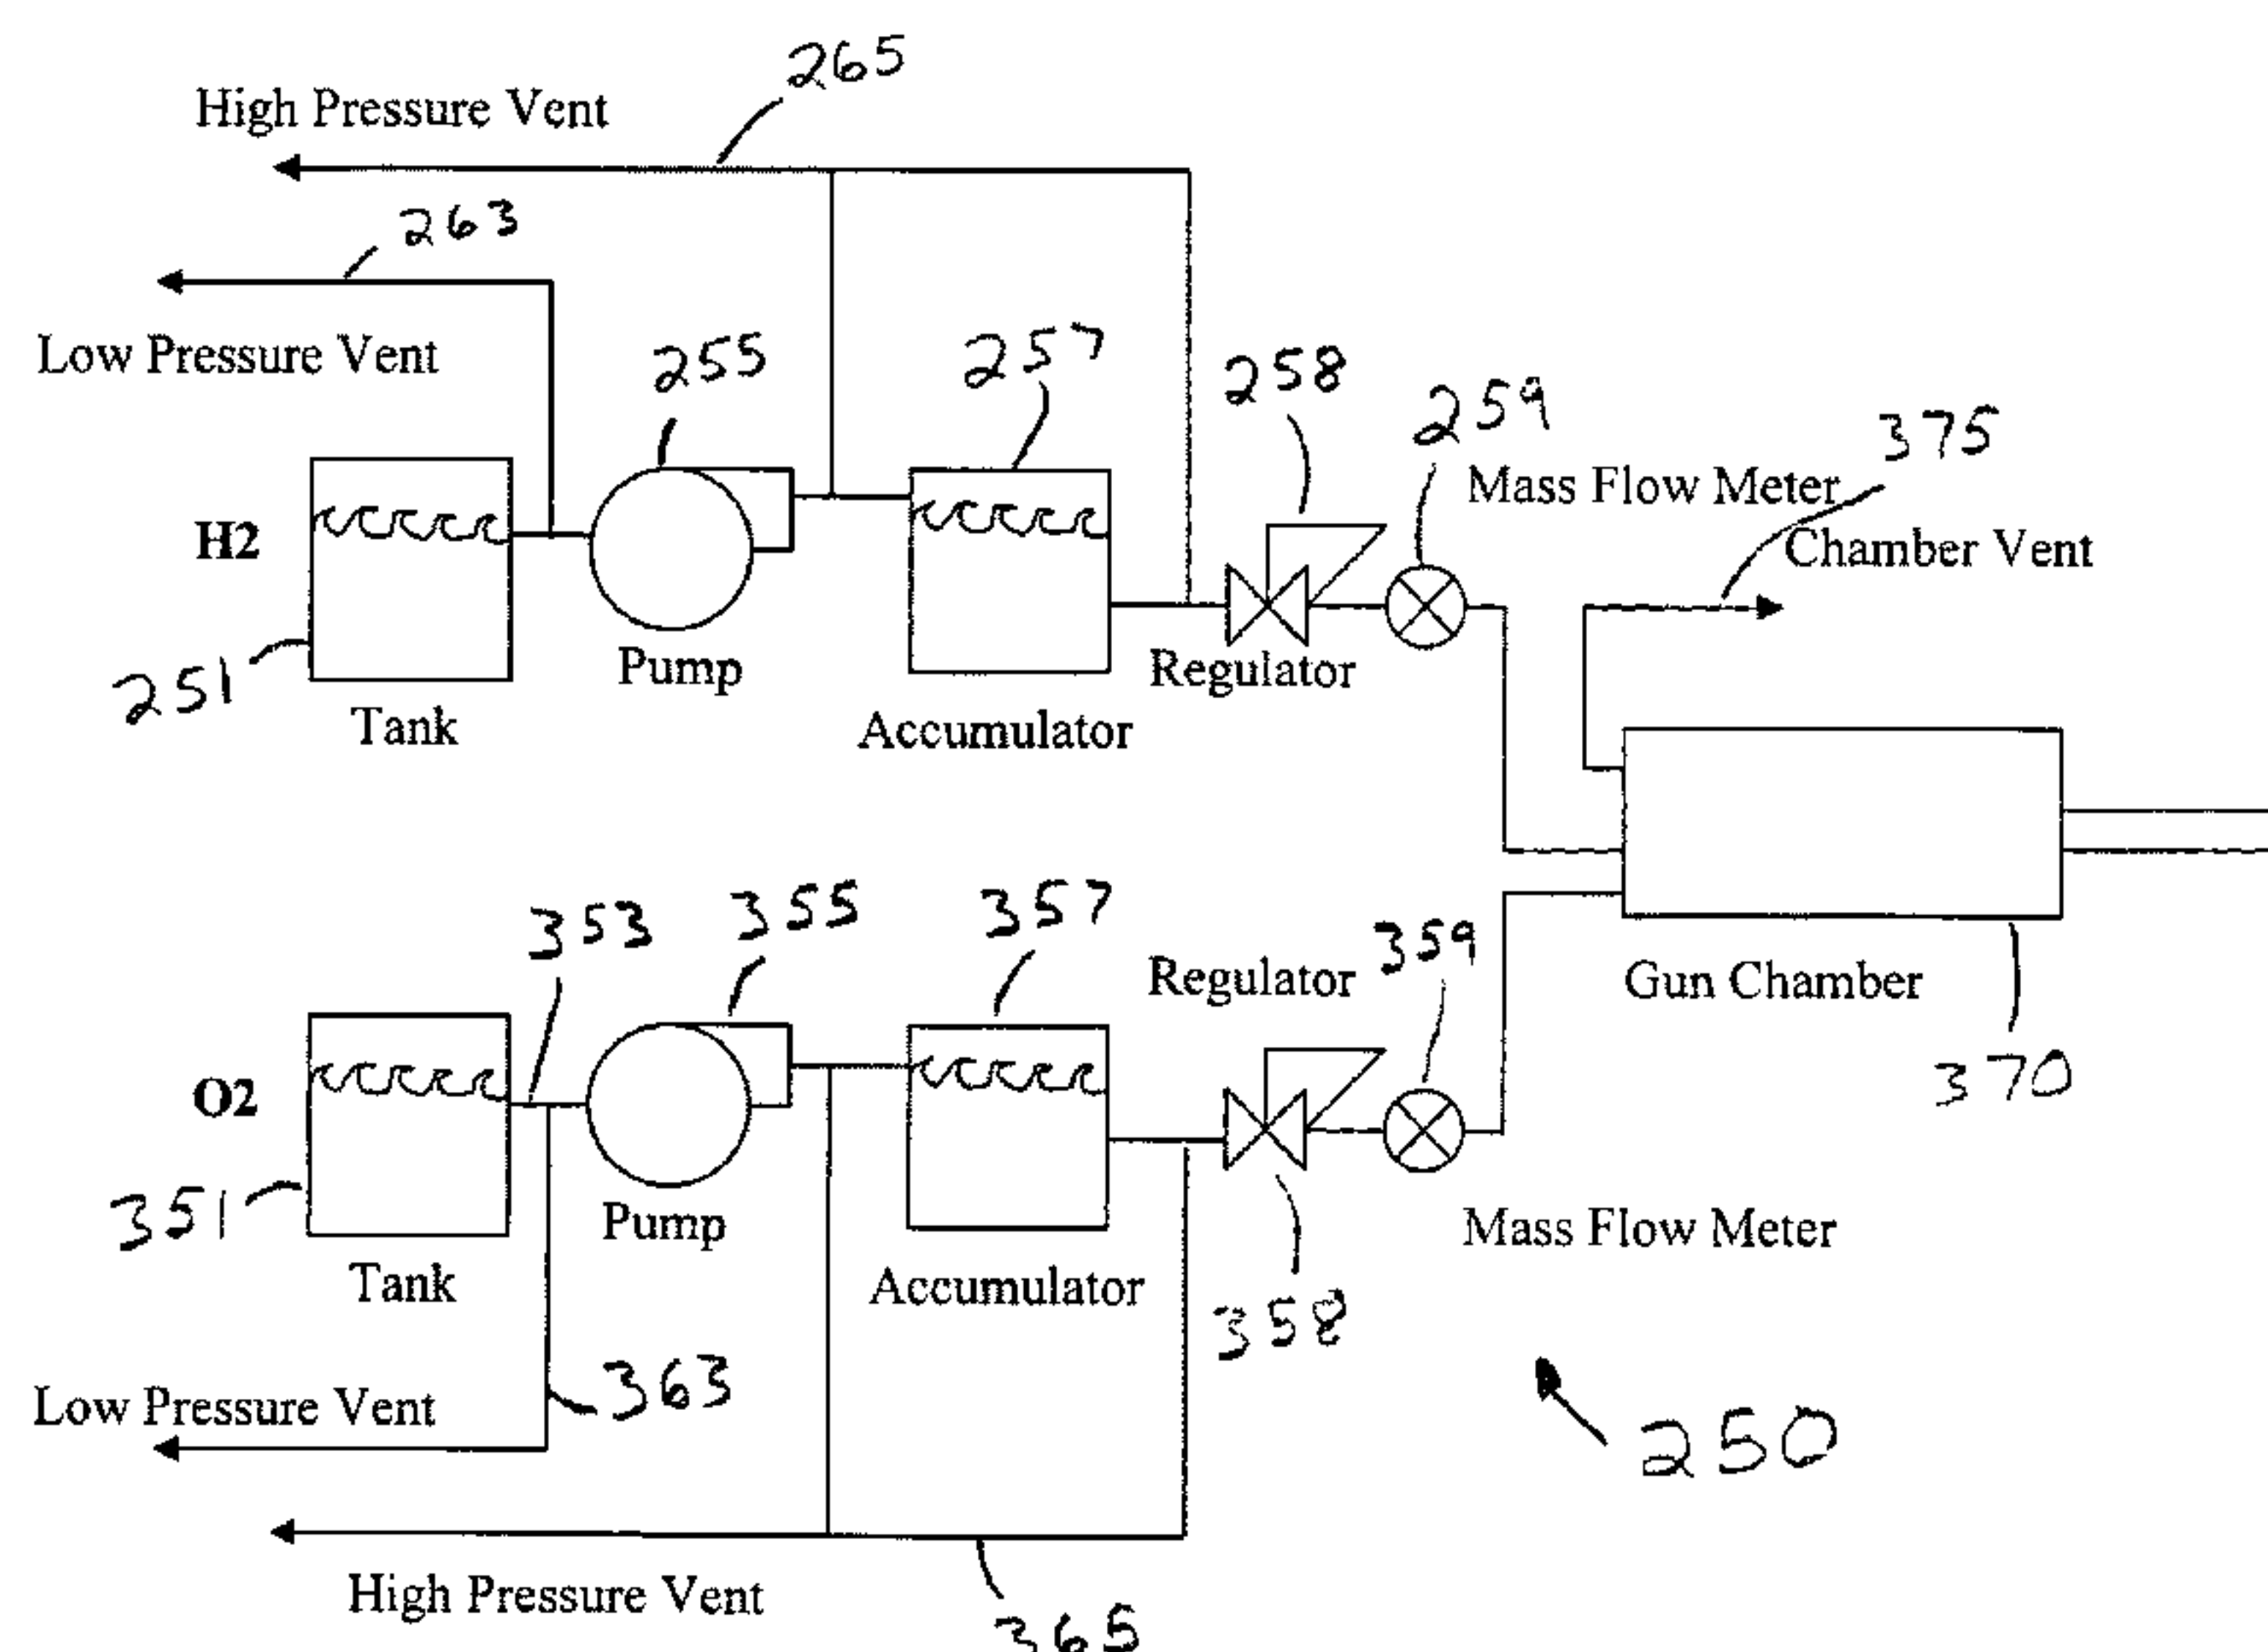 265
High Pressure Vent
263
Low Pressure Vent
255
257
258
259
375
Mass Flow Meter
H2
Chamber Vent
251
Tank
Pump
Accumulator
Regulator
353
355
357
359
Regulator
Gun Chamber
370
O2
351
Tank
Pump
Accumulator
Mass Flow Meter
358
363
Low Pressure Vent
250
High Pressure Vent
365